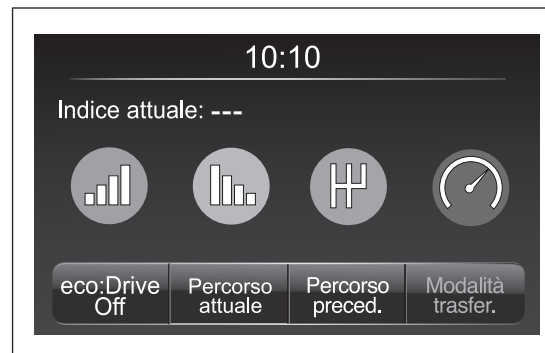 10:10
Indice attuale: ---
eco:Drive
Off
Percorso
attuale
Percorso
preced.
Modalità
trasfer.